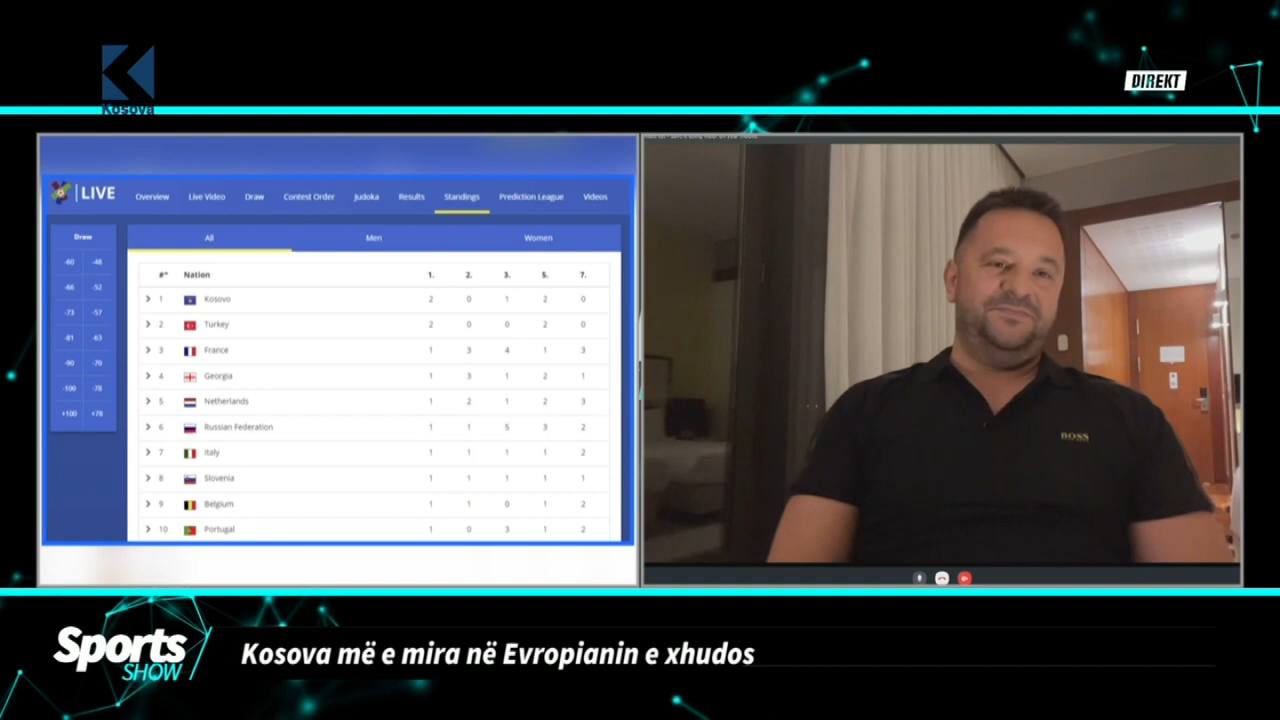 Kosova
DIREKT
LIVE
Overview Live Video Draw Contest Order Judoka Results Standings Prediction League Videos
Draw
-60 -48
-66 -52
-73 -57
-81 -63
-90 -70
-100 -78
+100 +78
All Men Women
#° Nation 1. 2. 3. 5. 7.
1 Kosovo 2 0 1 2 0
2 Turkey 2 0 0 2 0
3 France 1 3 4 1 3
4 Georgia 1 3 1 2 1
5 Netherlands 1 2 1 2 3
6 Russian Federation 1 1 5 3 2
7 Italy 1 1 1 1 2
8 Slovenia 1 1 1 1 1
9 Belgium 1 1 0 1 2
10 Portugal 1 0 3 1 2
BOSS
Sports
SHOW
Kosova më e mira në Evropianin e xhudos